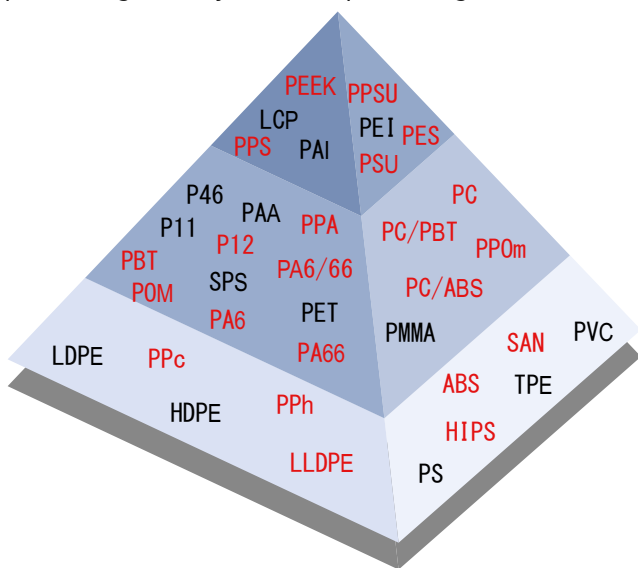 PEEK
PPSU
LCP
PEI
PES
PPS
PAI
PSU
P46
PAA
PPA
P11
P12
PC
PC/PBT
PPOm
PBT
PA6/66
POM
SPS
PC/ABS
PA6
PET
PMMA
PA66
SAN
PVC
LDPE
PPc
ABS
TPE
HDPE
PPh
HIPS
LLDPE
PS